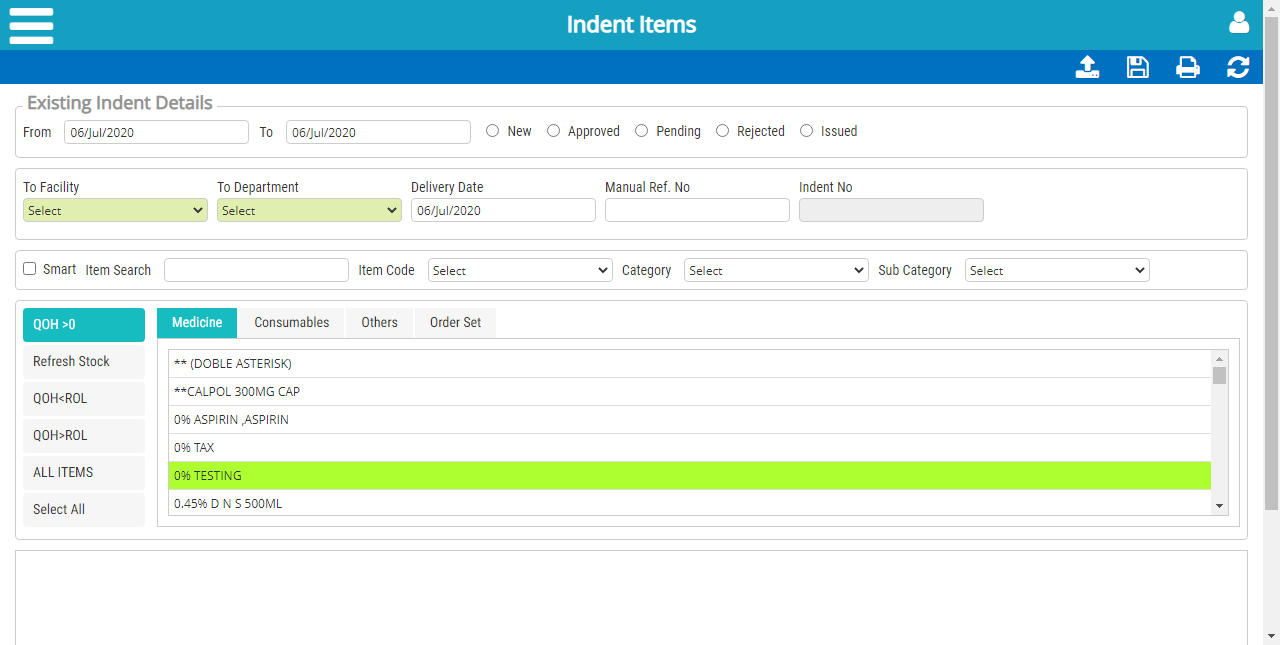 Indent Items
Existing Indent Details
From 06/Jul/2020 To 06/Jul/2020 New Approved Pending Rejected Issued
To Facility To Department Delivery Date Manual Ref. No Indent No
Select Select 06/Jul/2020
Smart Item Search Item Code Select Category Select Sub Category Select
QOH >0
Refresh Stock
QOH<ROL
QOH>ROL
ALL ITEMS
Select All
Medicine Consumables Others Order Set
** (DOBLE ASTERISK)
**CALPOL 300MG CAP
0% ASPIRIN ,ASPIRIN
0% TAX
0% TESTING
0.45% D N S 500ML